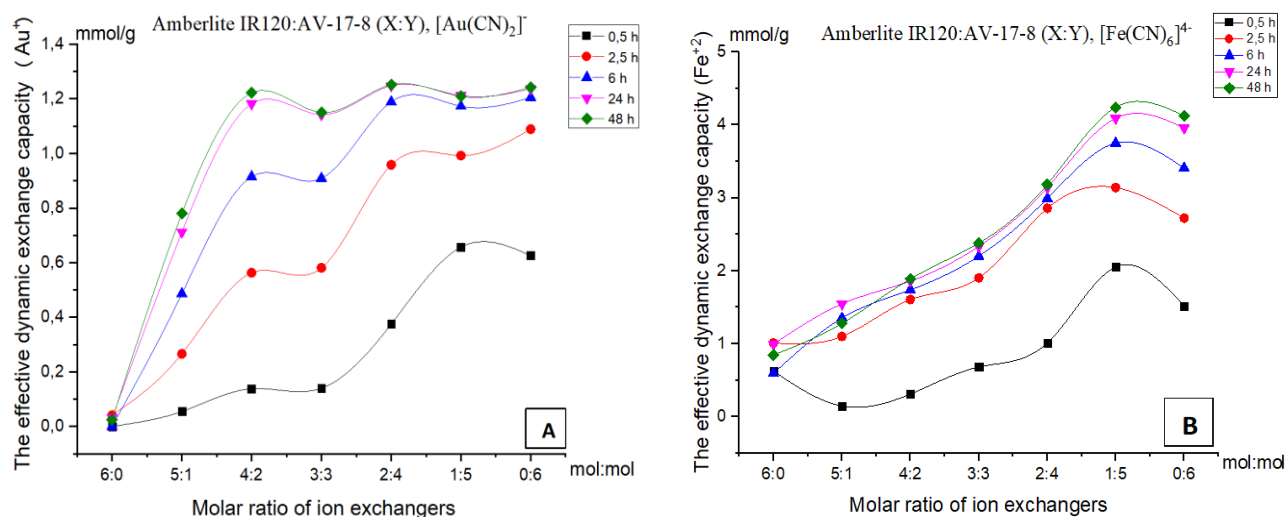 mmol/g
Amberlite IR120:AV-17-8 (X:Y), [Au(CN)₂]⁻
The effective dynamic exchange capacity ( Au⁺)
1,4
1,2
1,0
0,8
0,6
0,4
0,2
0,0
0,5 h
2,5 h
6 h
24 h
48 h
A
6:0 5:1 4:2 3:3 2:4 1:5 0:6 mol:mol
Molar ratio of ion exchangers
mmol/g
Amberlite IR120:AV-17-8 (X:Y), [Fe(CN)₆]⁴⁻
The effective dynamic exchange capacity (Fe⁺²)
5
4
3
2
1
0
0,5 h
2,5 h
6 h
24 h
48 h
B
6:0 5:1 4:2 3:3 2:4 1:5 0:6 mol:mol
Molar ratio of ion exchangers